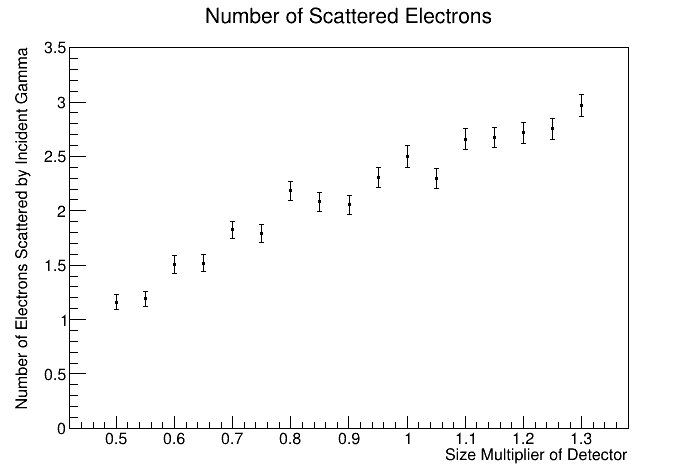 Number of Scattered Electrons
Number of Electrons Scattered by Incident Gamma
3.5
3
2.5
2
1.5
1
0.5
0
0.5 0.6 0.7 0.8 0.9 1 1.1 1.2 1.3
Size Multiplier of Detector